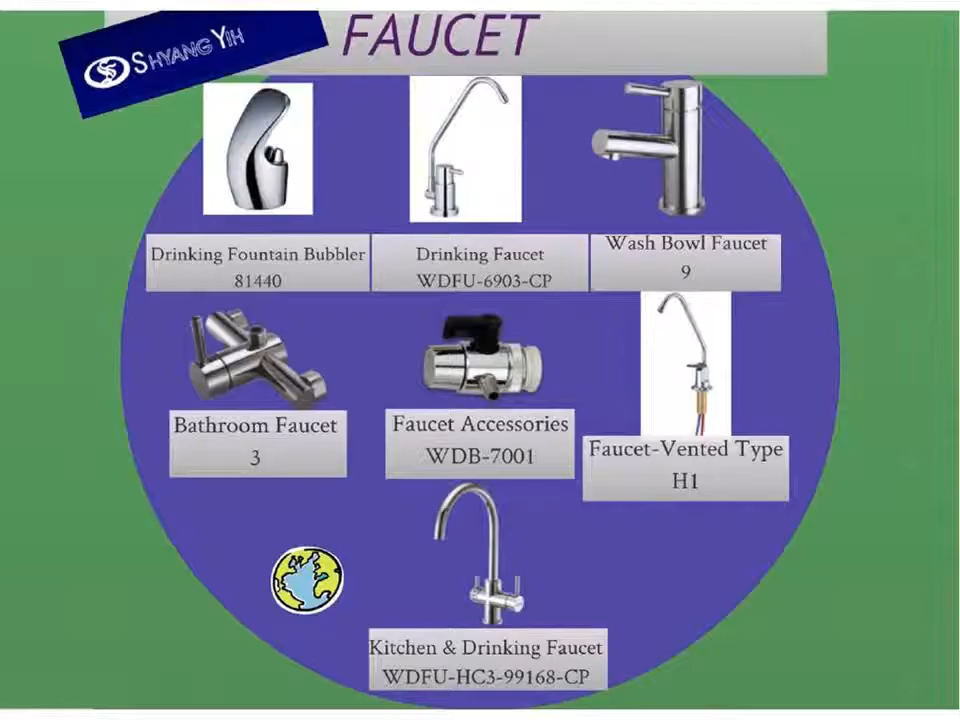 SHYANG YIH
FAUCET
Drinking Fountain Bubbler
81440
Drinking Faucet
WDFU-6903-CP
Wash Bowl Faucet
9
Bathroom Faucet
3
Faucet Accessories
WDB-7001
Faucet-Vented Type
H1
Kitchen & Drinking Faucet
WDFU-HC3-99168-CP